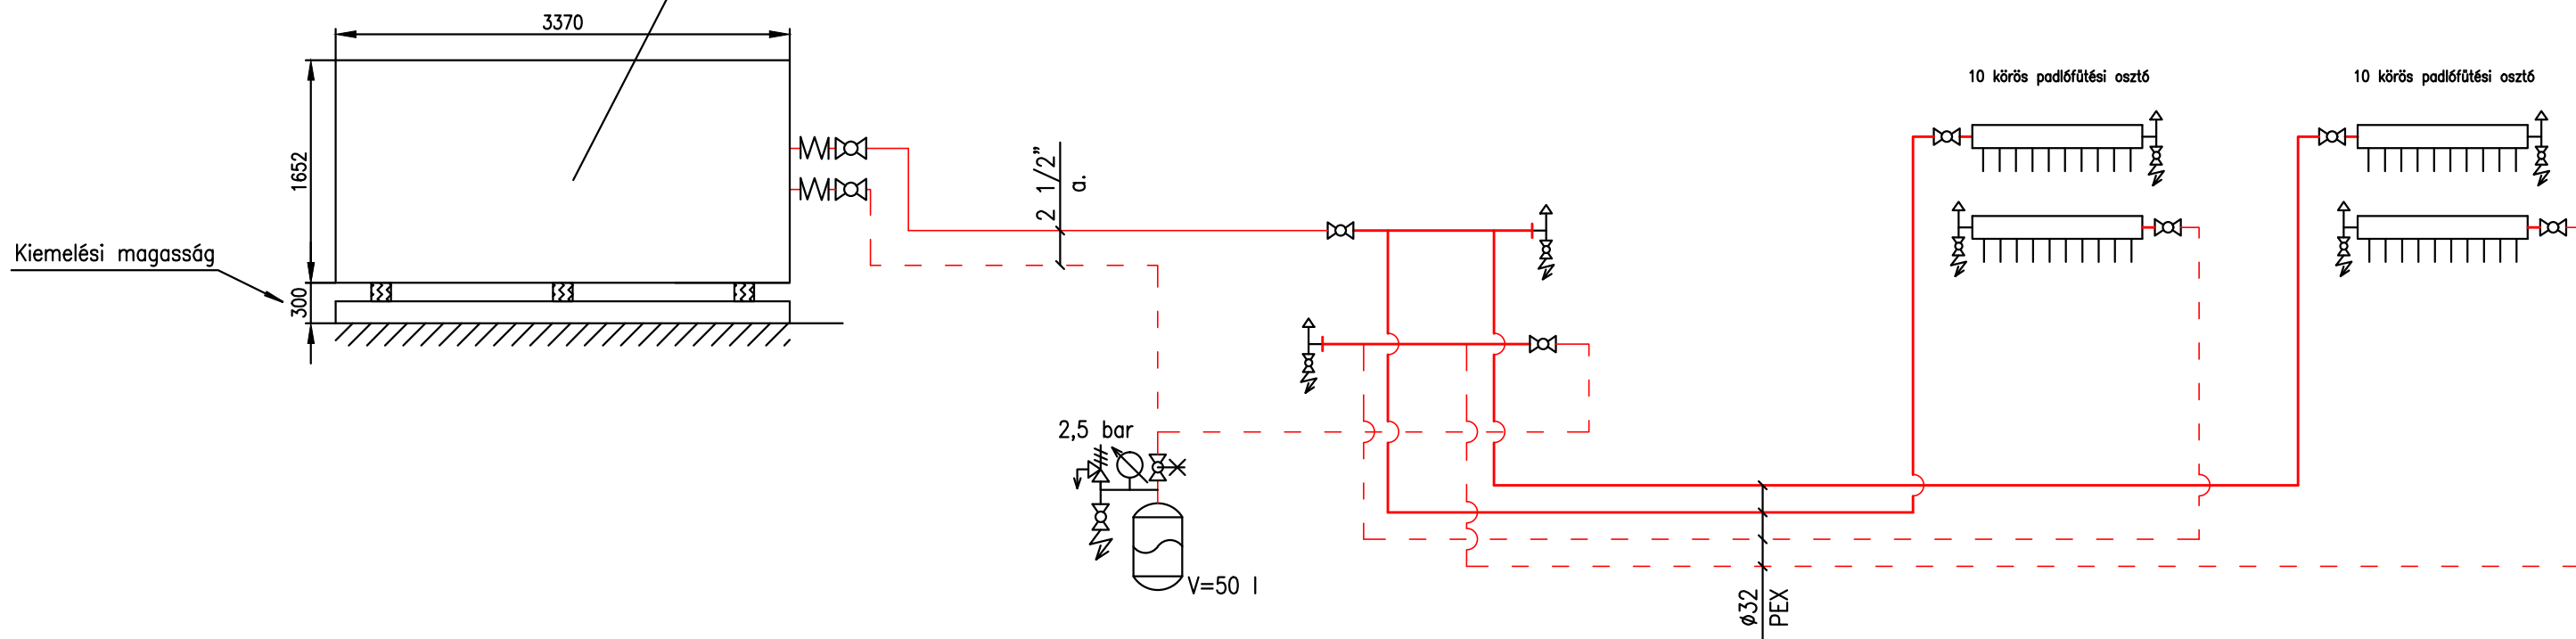 3370
10 körös padlófűtési osztó
10 körös padlófűtési osztó
1652
2 1/2”
a.
Kiemelési magasság
300
2,5 bar
V=50 l
ø32
PEX